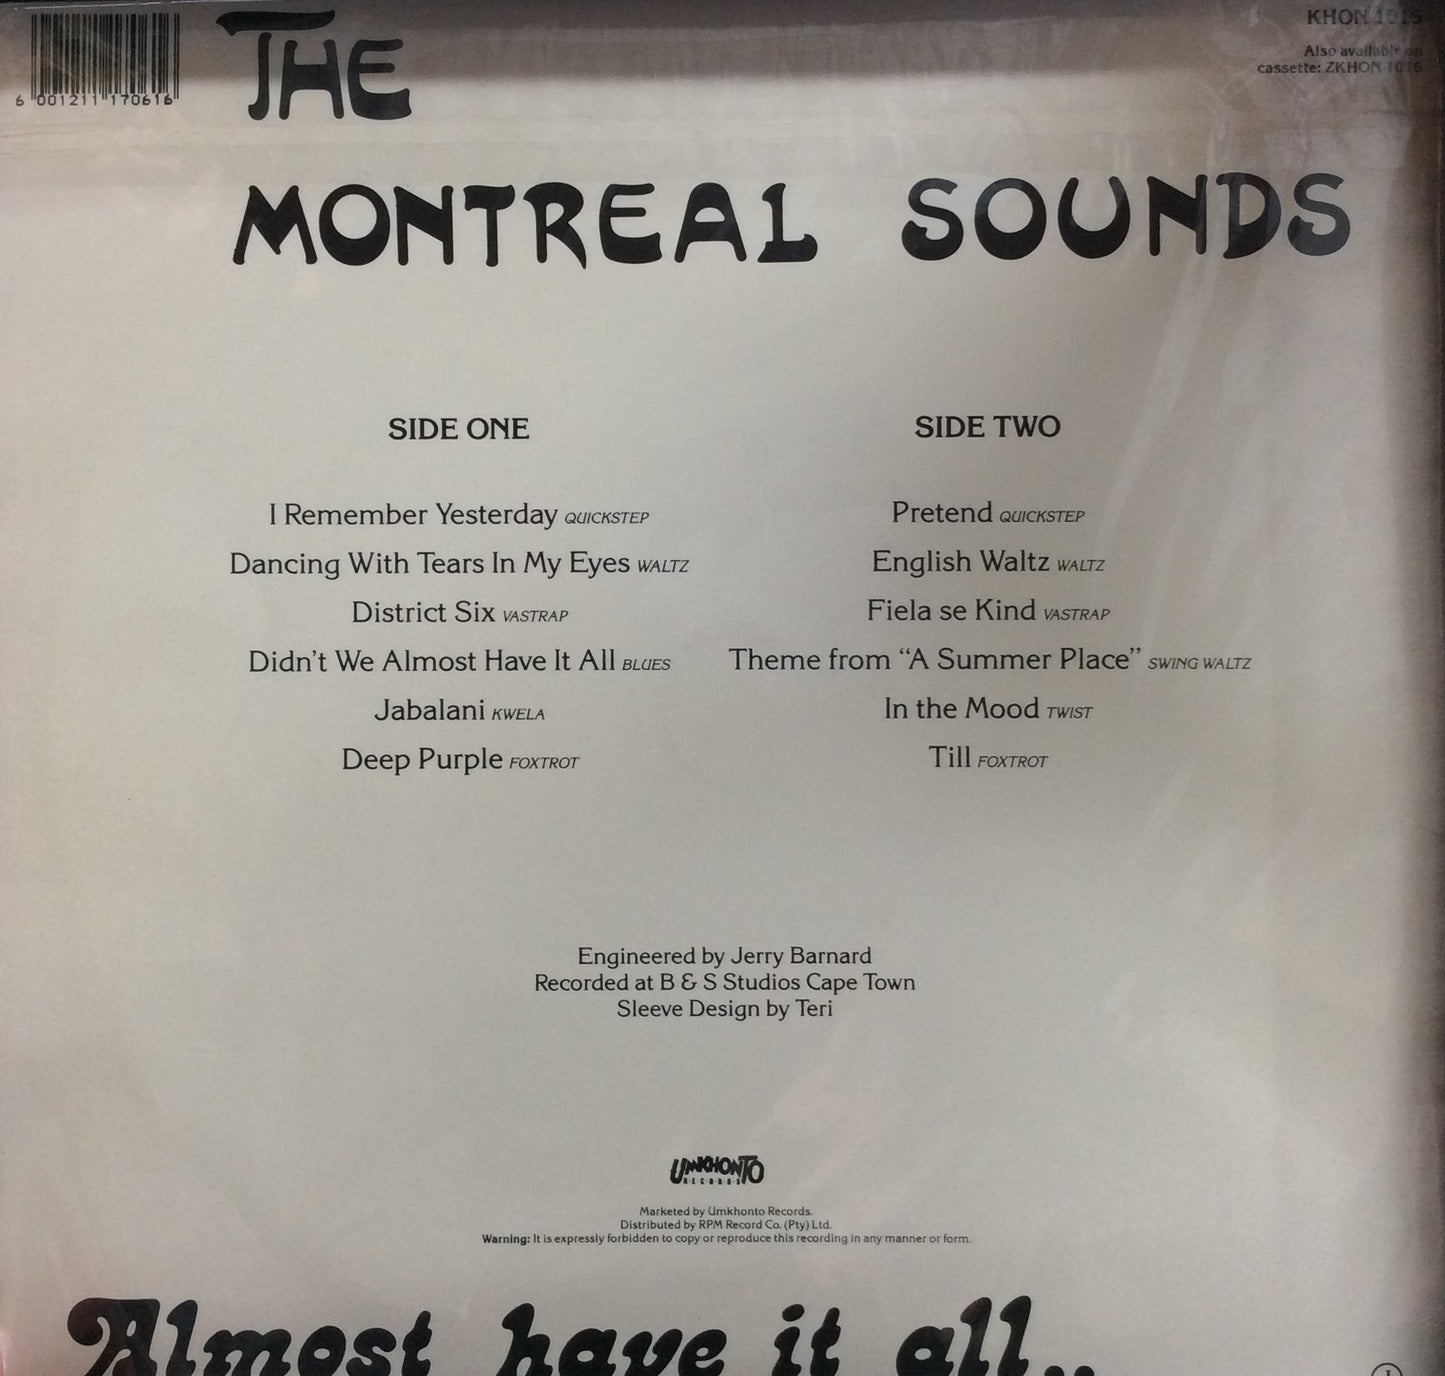 6 001211 170616
THE
KHON 1016
Also available on
cassette: ZKHON 1016
MONTREAL SOUNDS
SIDE ONE
I Remember Yesterday QUICKSTEP
Dancing With Tears In My Eyes WALTZ
District Six VASTRAP
Didn't We Almost Have It All BLUES
Jabalani KWELA
Deep Purple FOXTROT
SIDE TWO
Pretend QUICKSTEP
English Waltz WALTZ
Fiela se Kind VASTRAP
Theme from “A Summer Place” SWING WALTZ
In the Mood TWIST
Till FOXTROT
Engineered by Jerry Barnard
Recorded at B & S Studios Cape Town
Sleeve Design by Teri
UMKHONTO
RECORDS
Marketed by Umkhonto Records.
Distributed by RPM Record Co. (Pty) Ltd.
Warning: It is expressly forbidden to copy or reproduce this recording in any manner or form.
Almost have it all..